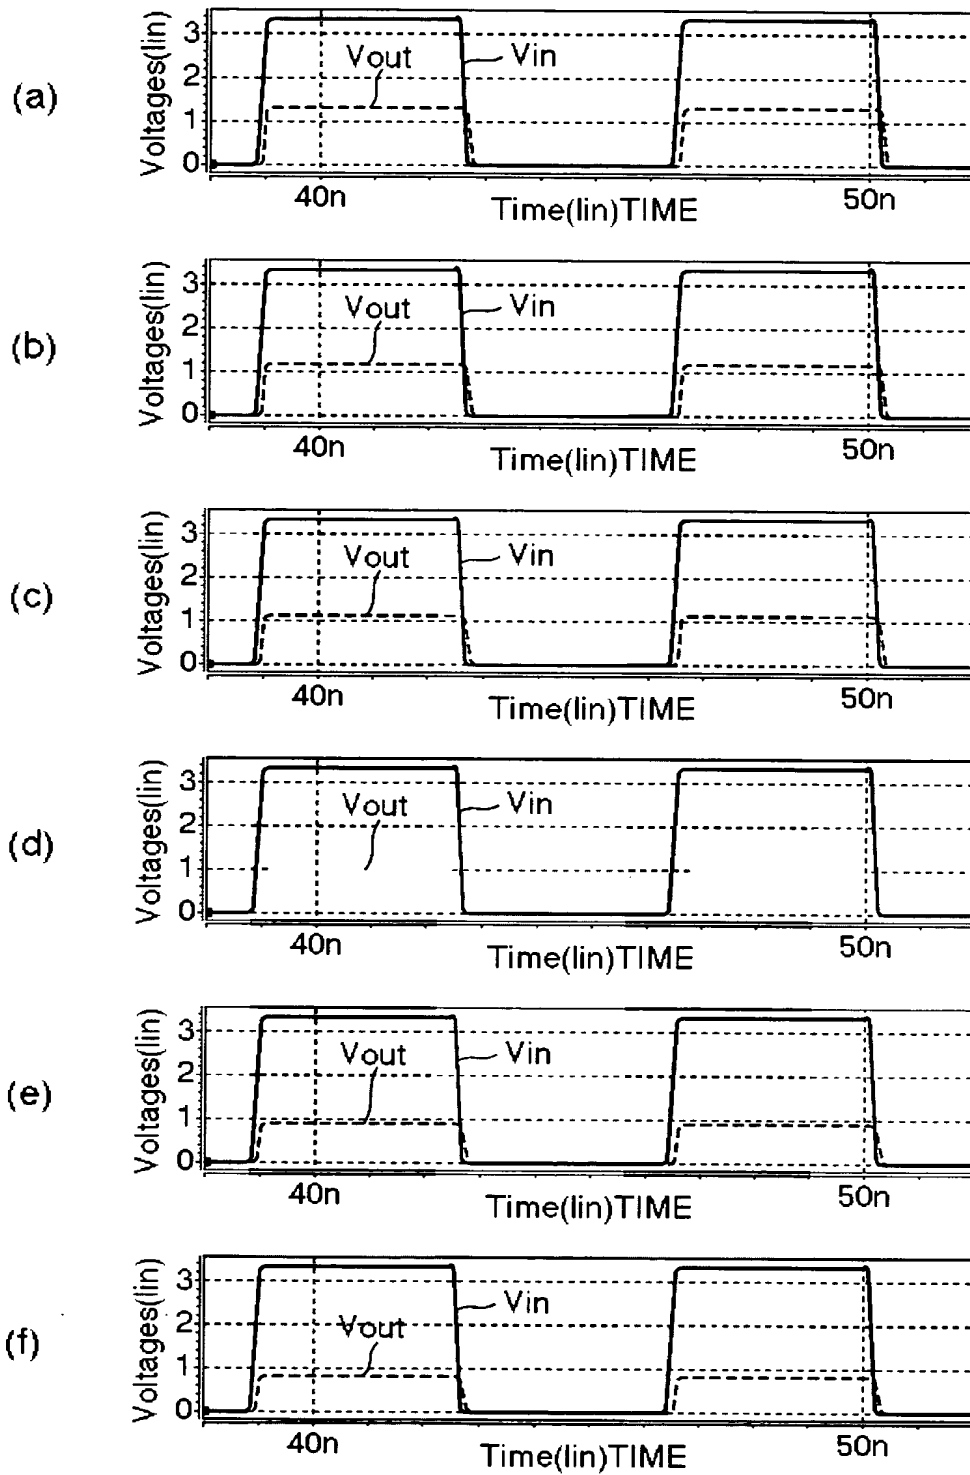 (a)
Voltages(lin)
3
2
1
0
Vout
Vin
40n
50n
Time(lin)TIME
(b)
Voltages(lin)
3
2
1
0
Vout
Vin
40n
50n
Time(lin)TIME
(c)
Voltages(lin)
3
2
1
0
Vout
Vin
40n
50n
Time(lin)TIME
(d)
Voltages(lin)
3
2
1
0
Vout
Vin
40n
50n
Time(lin)TIME
(e)
Voltages(lin)
3
2
1
0
Vout
Vin
40n
50n
Time(lin)TIME
(f)
Voltages(lin)
3
2
1
0
Vout
Vin
40n
50n
Time(lin)TIME